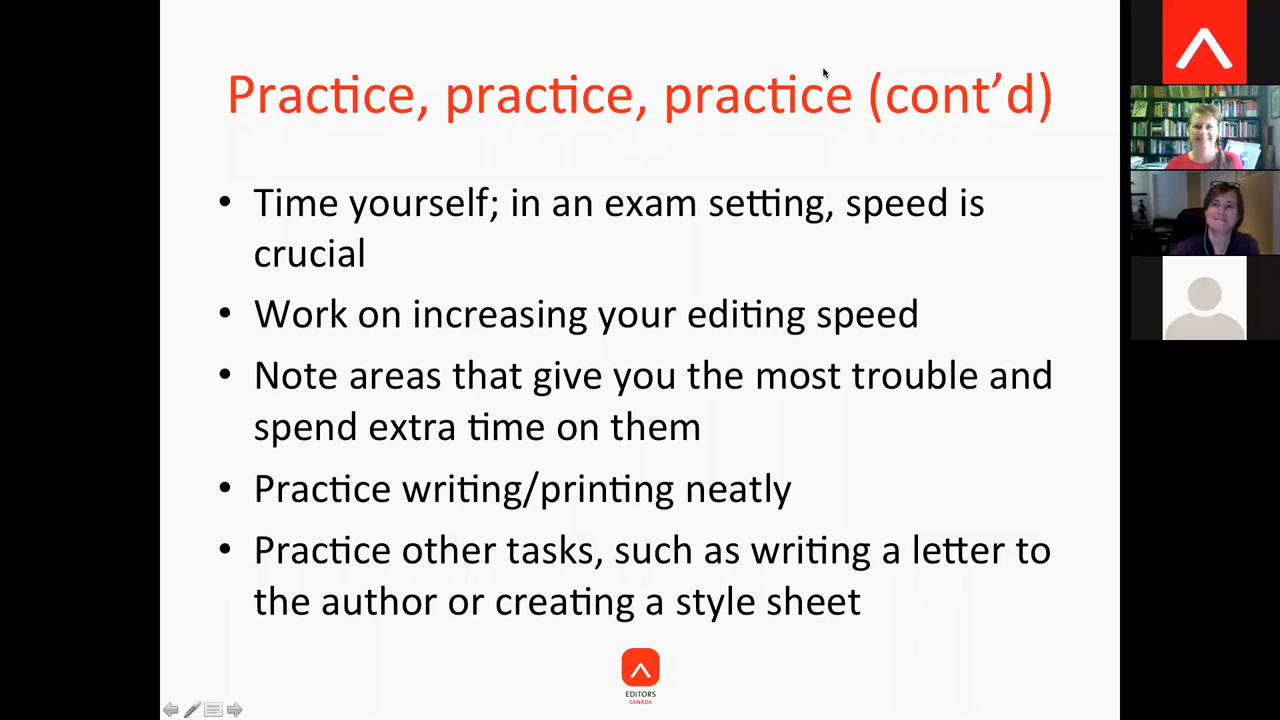 Practice, practice, practice (cont’d)
• Time yourself; in an exam setting, speed is
crucial
• Work on increasing your editing speed
• Note areas that give you the most trouble and
spend extra time on them
• Practice writing/printing neatly
• Practice other tasks, such as writing a letter to
the author or creating a style sheet
EDITORS
CANADA